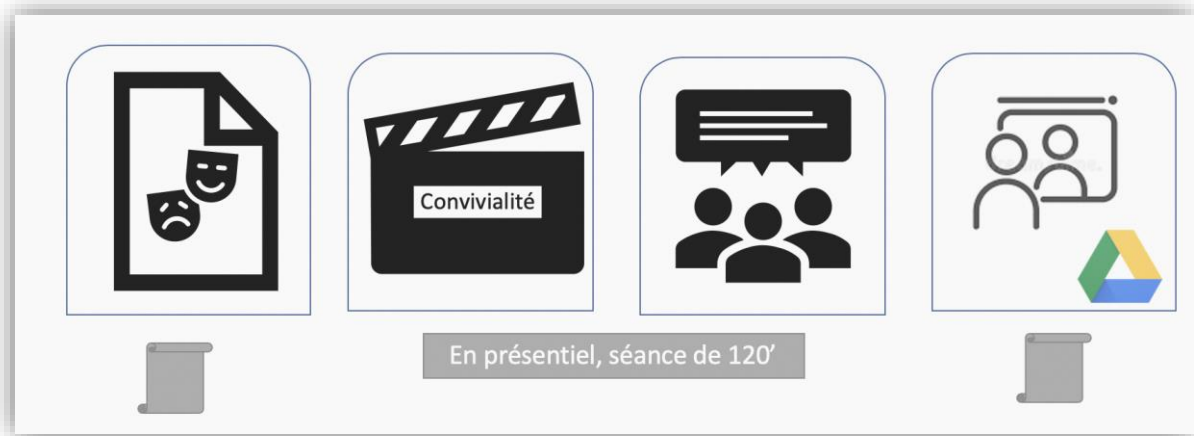 Convivialité
En présentiel, séance de 120’